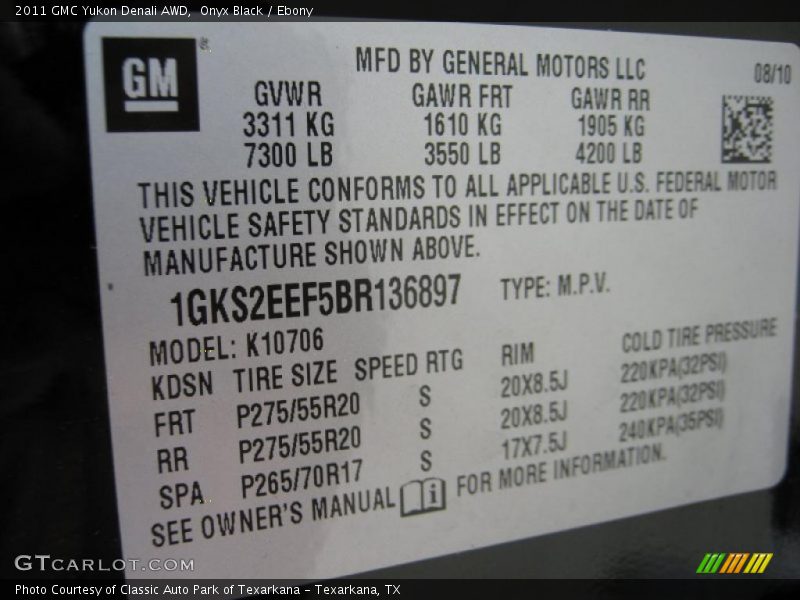 2011 GMC Yukon Denali AWD, Onyx Black / Ebony
GM
®
MFD BY GENERAL MOTORS LLC
08/10
GVWR GAWR FRT GAWR RR
3311 KG 1610 KG 1905 KG
7300 LB 3550 LB 4200 LB
THIS VEHICLE CONFORMS TO ALL APPLICABLE U.S. FEDERAL MOTOR
VEHICLE SAFETY STANDARDS IN EFFECT ON THE DATE OF
MANUFACTURE SHOWN ABOVE.
1GKS2EEF5BR136897 TYPE: M.P.V.
MODEL: K10706
KDSN TIRE SIZE SPEED RTG RIM COLD TIRE PRESSURE
FRT P275/55R20 S 20X8.5J 220KPA(32PSI)
RR P275/55R20 S 20X8.5J 220KPA(32PSI)
SPA P265/70R17 S 17X7.5J 240KPA(35PSI)
SEE OWNER'S MANUAL i FOR MORE INFORMATION.
GTCARLOT.COM
Photo Courtesy of Classic Auto Park of Texarkana – Texarkana, TX